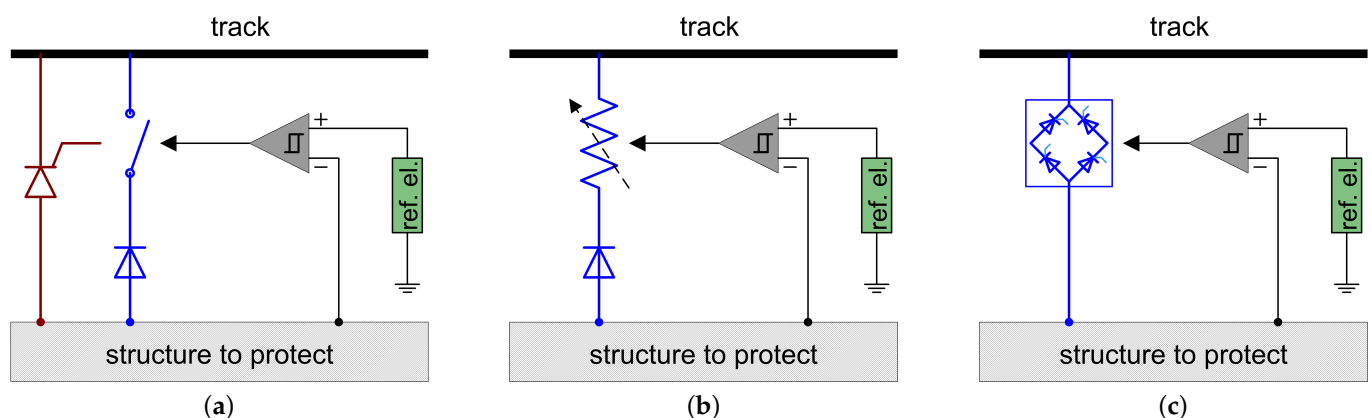 track
track
track
+
−
ref. el.
+
−
ref. el.
+
−
ref. el.
structure to protect
structure to protect
structure to protect
(a)
(b)
(c)